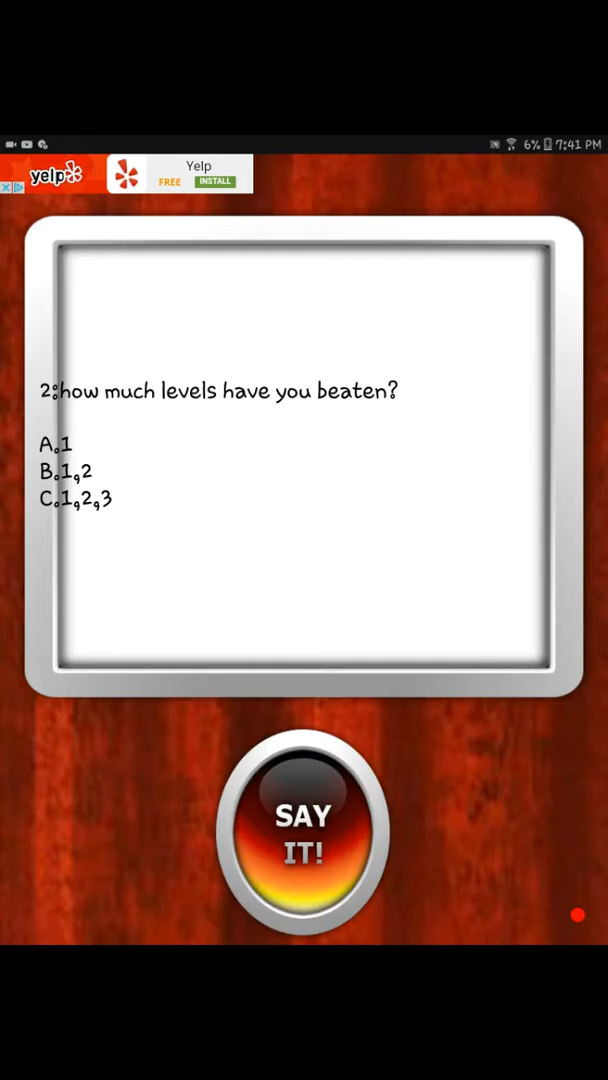 6% 7:41 PM
yelp
Yelp
FREE INSTALL
2:how much levels have you beaten?
A.1
B.1,2
C.1,2,3
SAY
IT!